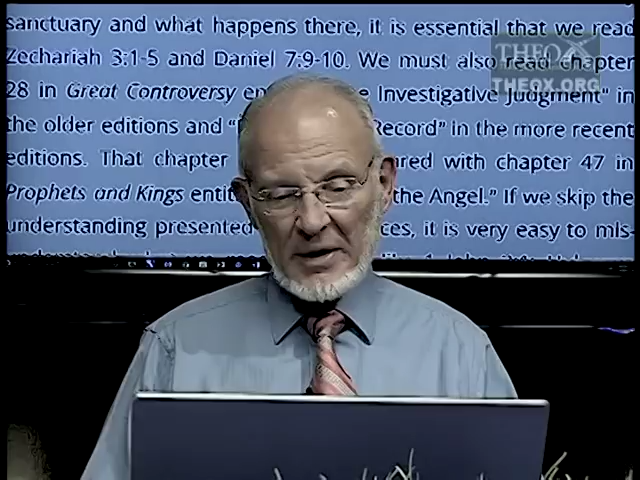 sanctuary and what happens there, it is essential that we read
Zechariah 3:1-5 and Daniel 7:9-10. We must also read chapter
28 in Great Controversy Investigative Judgment" in
the older editions and Record" in the more recent
editions. That chapter with chapter 47 in
Prophets and Kings the Angel." If we skip the
understanding it is very easy to mis-
THEOX
THEOX.ORG